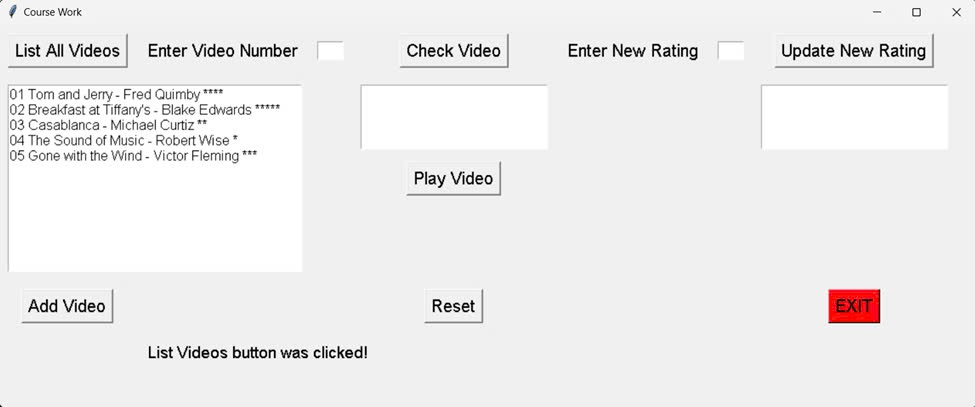 Course Work
List All Videos Enter Video Number Check Video Enter New Rating Update New Rating
01 Tom and Jerry - Fred Quimby ****
02 Breakfast at Tiffany's - Blake Edwards *****
03 Casablanca - Michael Curtiz **
04 The Sound of Music - Robert Wise *
05 Gone with the Wind - Victor Fleming ***
Play Video
Add Video Reset EXIT
List Videos button was clicked!